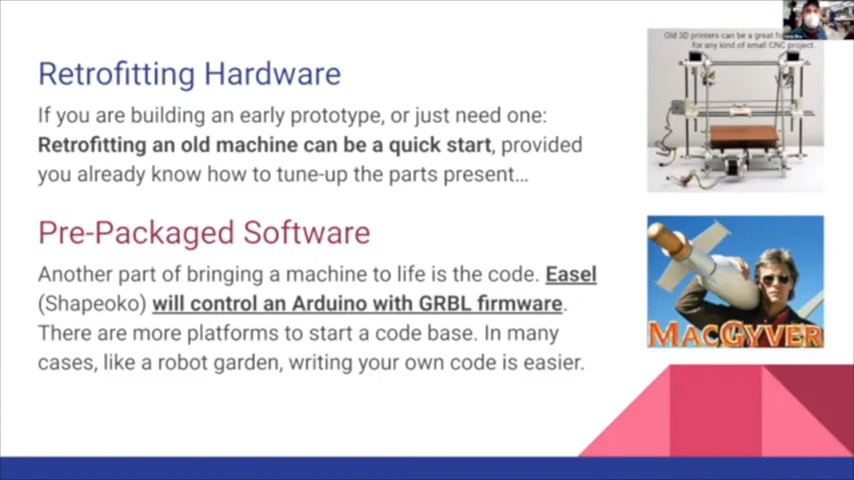 Retrofitting Hardware
If you are building an early prototype, or just need one:
Retrofitting an old machine can be a quick start, provided
you already know how to tune-up the parts present...
Pre-Packaged Software
Another part of bringing a machine to life is the code. Easel
(Shapeoko) will control an Arduino with GRBL firmware.
There are more platforms to start a code base. In many
cases, like a robot garden, writing your own code is easier.
Old 3D printers can be a great
for any kind of small CNC project.
MACGYVER